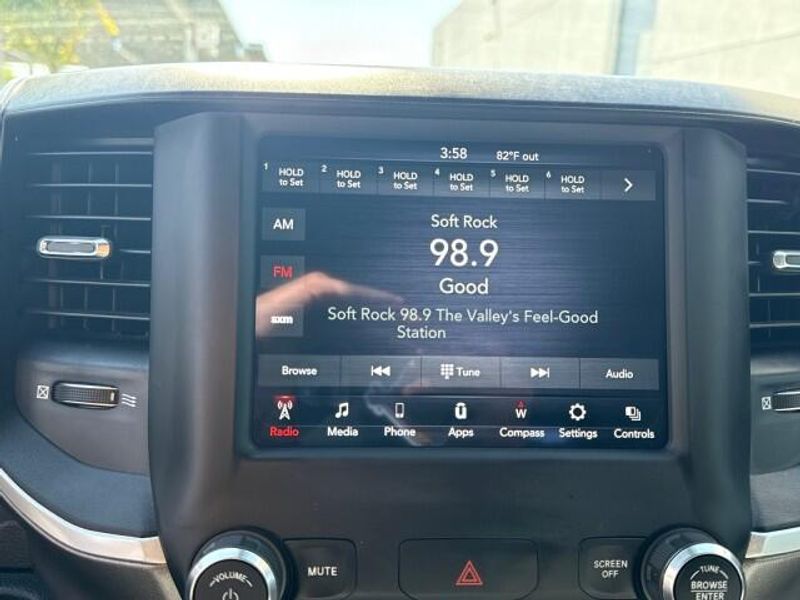 3:58 82°F out
1 HOLD to Set 2 HOLD to Set 3 HOLD to Set 4 HOLD to Set 5 HOLD to Set 6 HOLD to Set
AM
FM
sxm
Soft Rock
98.9
Good
Soft Rock 98.9 The Valley's Feel-Good
Station
Browse Tune Audio
W
Radio Media Phone Apps Compass Settings Controls
VOLUME
MUTE
SCREEN
OFF
TUNE
BROWSE
ENTER